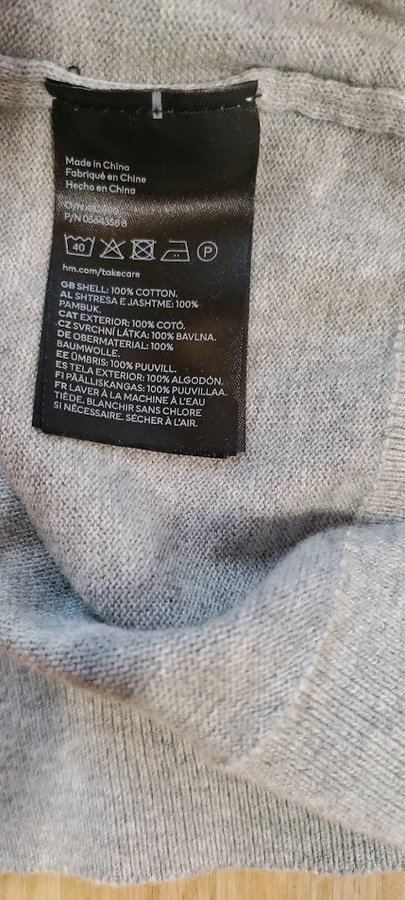 Made in China
Fabriqué en Chine
Hecho en China
O/N
P/N
40
P
hm.com/takecare
GB SHELL: 100% COTTON.
AL SHTRESA E JASHTME: 100%
PAMBUK.
CAT EXTERIOR: 100% COTÓ.
CZ SVRCHNÍ LÁTKA: 100% BAVLNA.
DE OBERMATERIAL: 100%
BAUMWOLLE.
EE ÜMBRIS: 100% PUUVILL.
ES TELA EXTERIOR: 100% ALGODÓN.
FI PÄÄLLISKANGAS: 100% PUUVILLAA.
FR LAVER À LA MACHINE À L'EAU
TIÈDE. BLANCHIR SANS CHLORE
SI NÉCESSAIRE. SÉCHER À L'AIR.